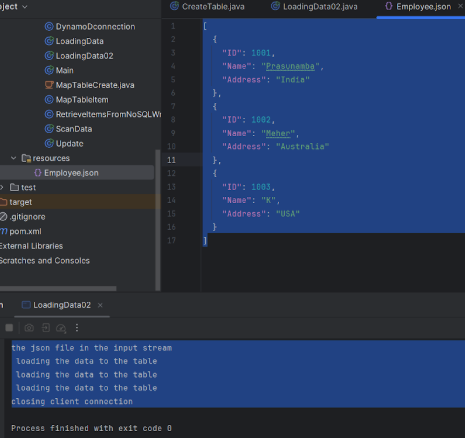 oject
CreateTable.java
LoadingData02.java
Employee.json
DynamoDconnection
LoadingData
LoadingData02
Main
MapTableCreate.java
MapTableItem
RetrieveItemsFromNoSQLWr
ScanData
Update
resources
Employee.json
test
target
.gitignore
pom.xml
External Libraries
Scratches and Consoles
1 [
2 {
3 "ID": 1001,
4 "Name": "Prasunamba",
5 "Address": "India"
6 },
7 {
8 "ID": 1002,
9 "Name": "Meher",
10 "Address": "Australia"
11 },
12 {
13 "ID": 1003,
14 "Name": "K",
15 "Address": "USA"
16 }
17 ]
n
LoadingData02
the json file in the input stream
loading the data to the table
loading the data to the table
loading the data to the table
closing client connection
Process finished with exit code 0